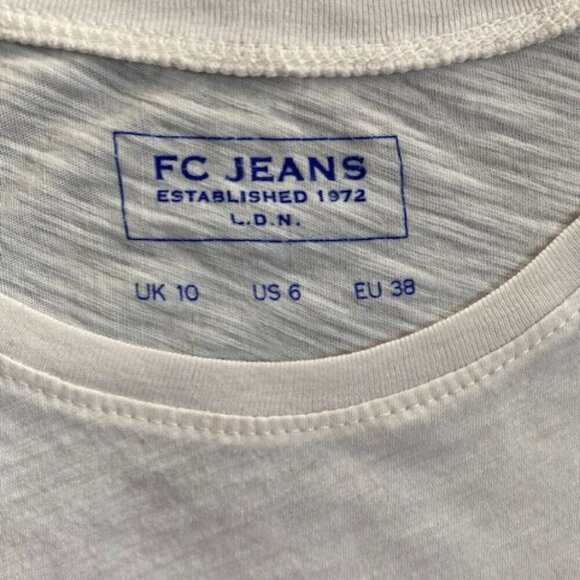 FC JEANS
ESTABLISHED 1972
L.D.N.
UK 10 US 6 EU 38